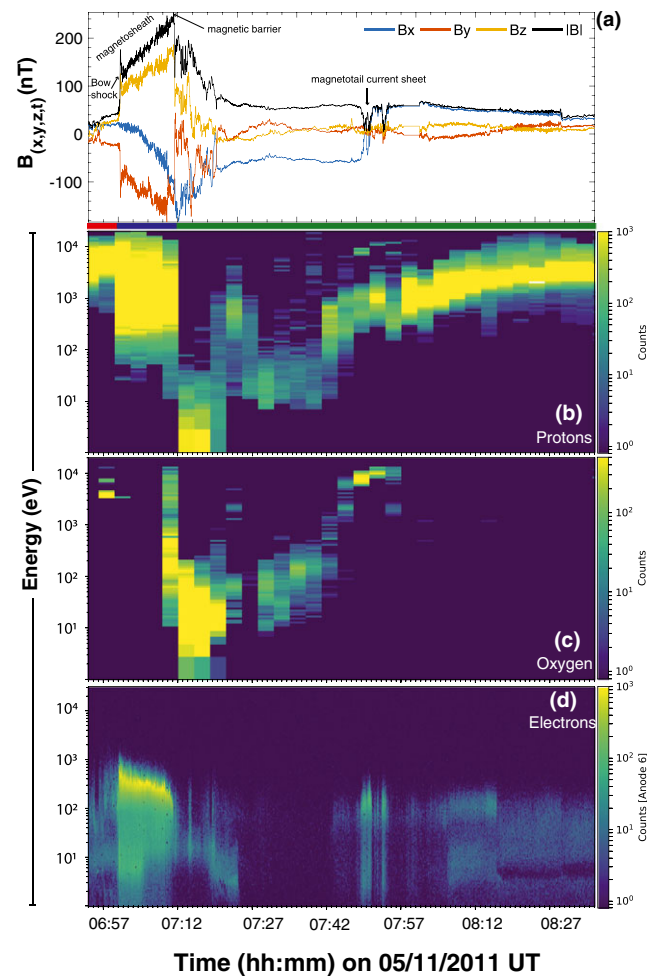 (a)
Bx By Bz |B|
magnetic barrier
magnetosheath
Bow
shock
magnetotail current sheet
B(x,y,z,t)(nT)
200
100
0
-100
10⁴
10³
10²
10¹
(b)
Protons
10³
10²
10¹
10⁰
Counts
10⁴
10³
10²
10¹
(c)
Oxygen
10²
10¹
10⁰
Counts
Energy (eV)
10⁴
10³
10²
10¹
(d)
Electrons
10³
10²
10¹
10⁰
Counts [Anode 6]
06:57 07:12 07:27 07:42 07:57 08:12 08:27
Time (hh:mm) on 05/11/2011 UT